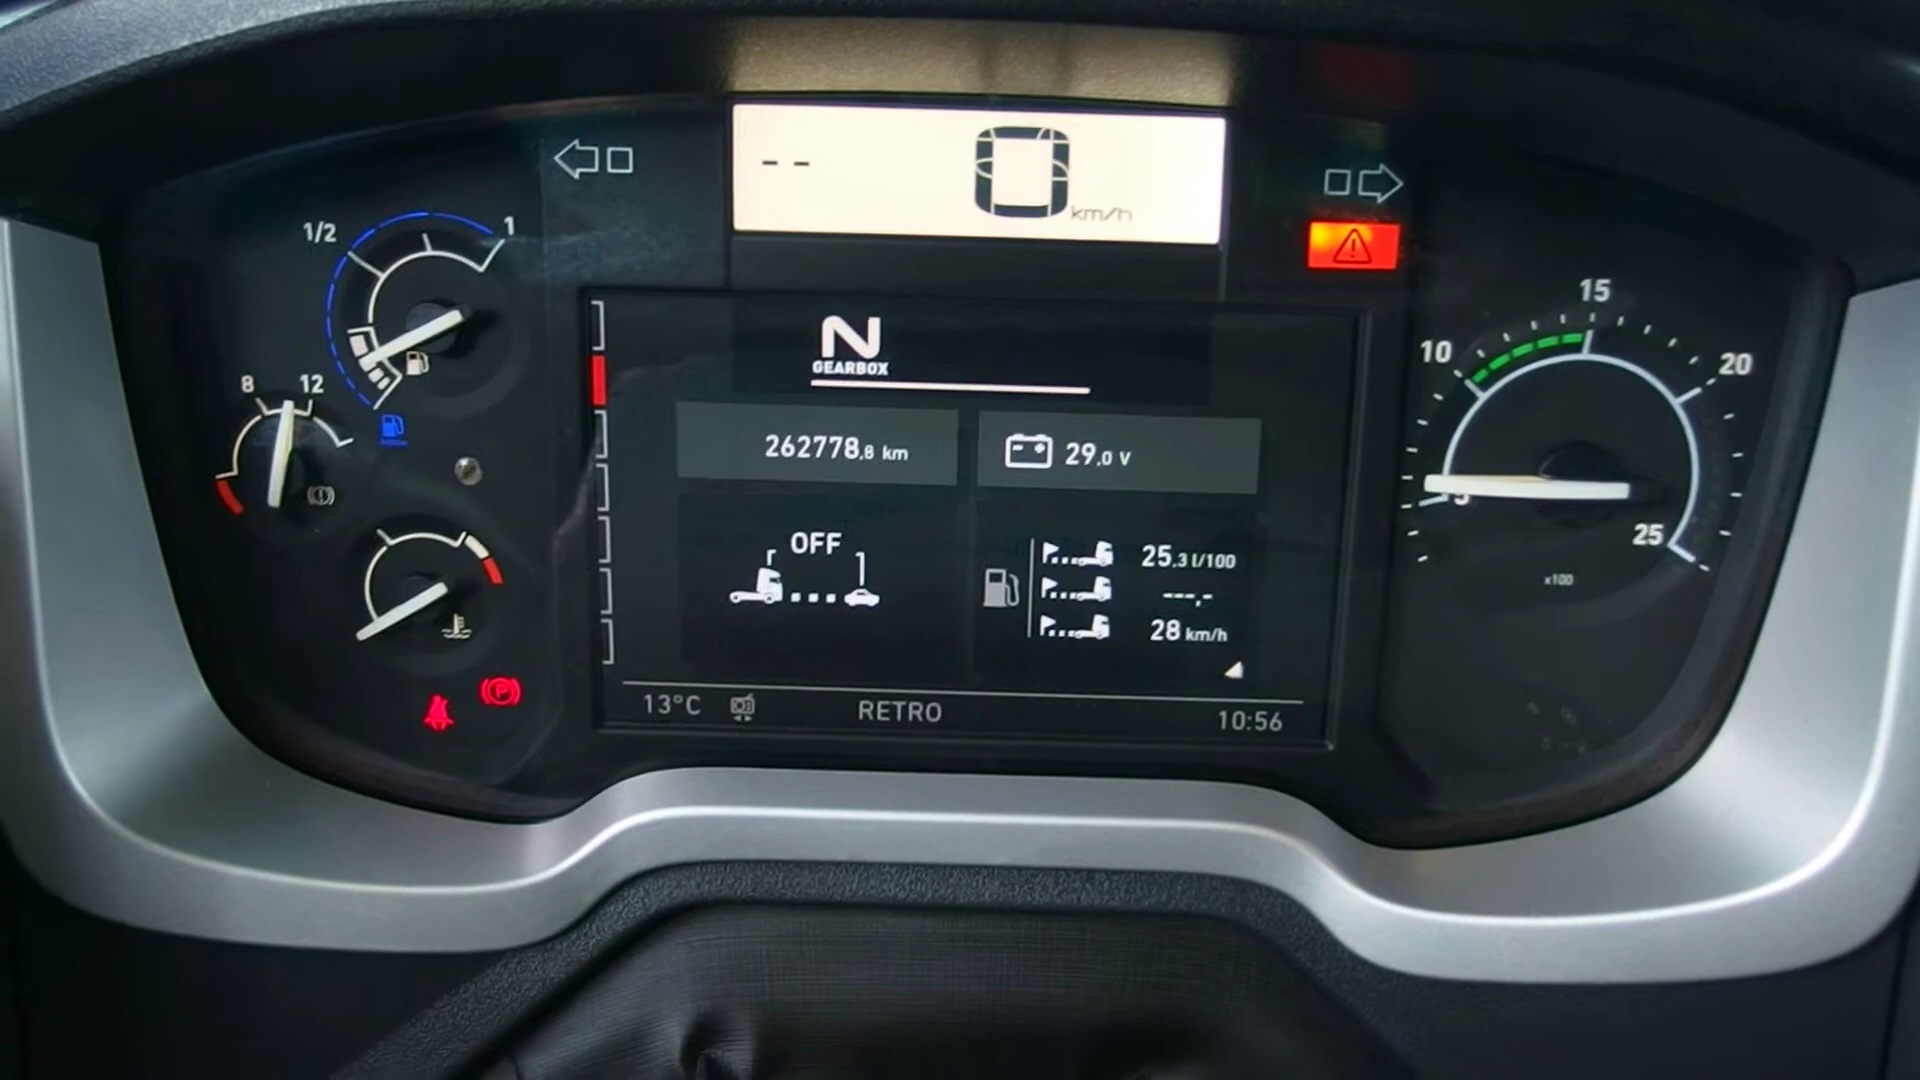 -- 0 km/h
1/2 1
8 12
N
GEARBOX
262778.8 km
29.0 V
OFF
25.3 l/100
---.-
28 km/h
13°C RETRO 10:56
5 10 15 20 25
x100
P